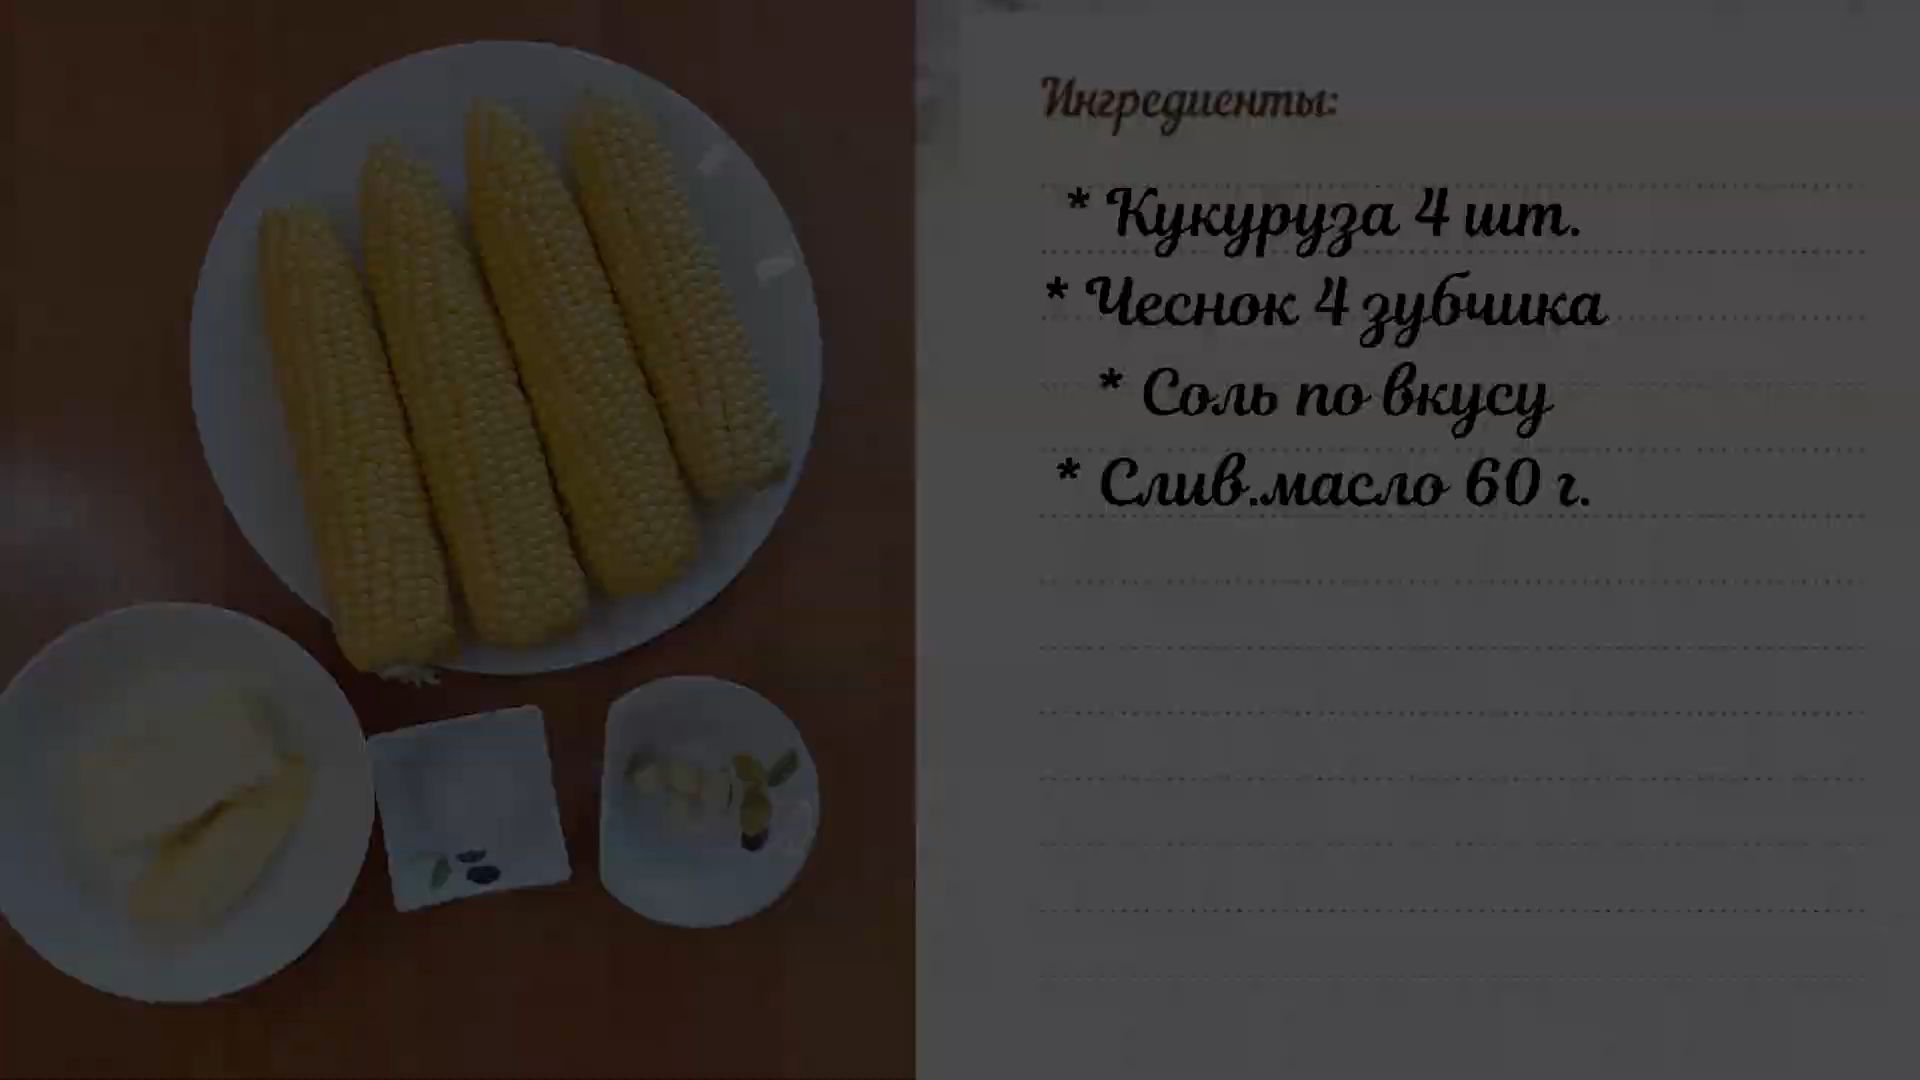 Ингредиенты:
* Кукуруза 4 шт.
* Чеснок 4 зубчика
* Соль по вкусу
* Слив.масло 60 г.